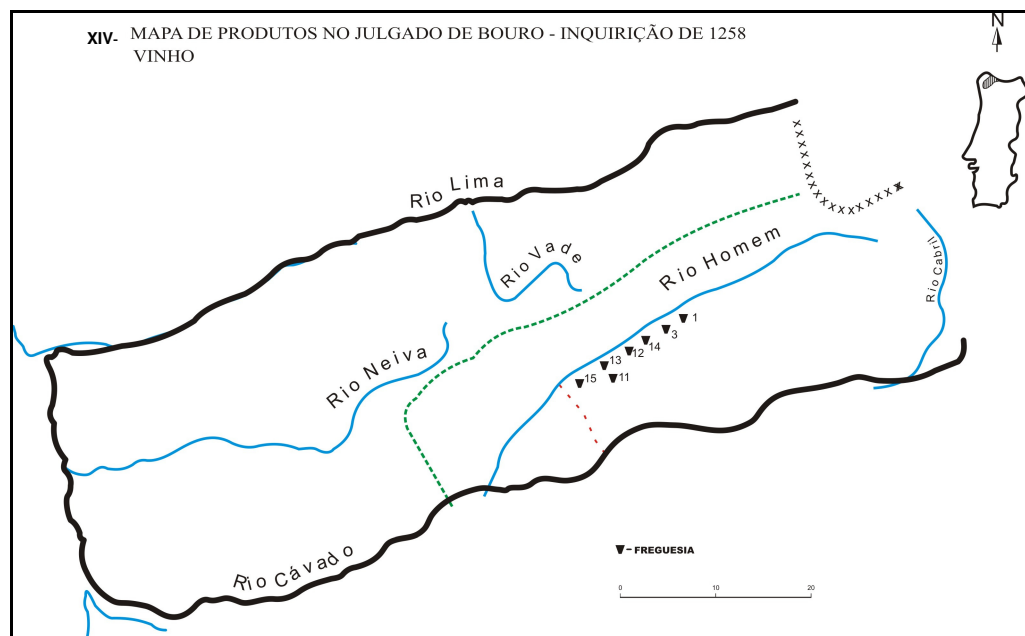 XIV- MAPA DE PRODUTOS NO JULGADO DE BOURO - INQUIRIÇÃO DE 1258
VINHO
N
Rio Lima
Rio Vade
Rio Homem
Rio Cabril
Rio Neiva
1
3
14
12
13
11
15
Rio Cávado
- FREGUESIA
0 10 20